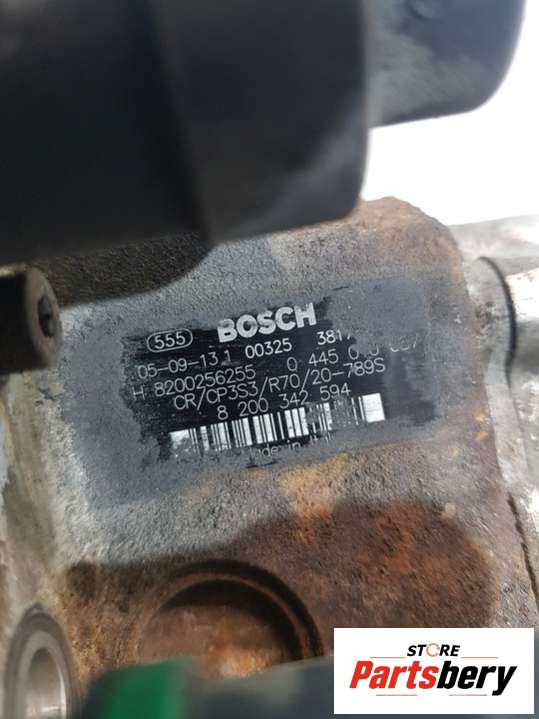 555 BOSCH
05-09-13.1 00325
H 8200256255 0 445
CR/CP3S3/R70/20-789S
8 200 342 594
STORE
Partsbery